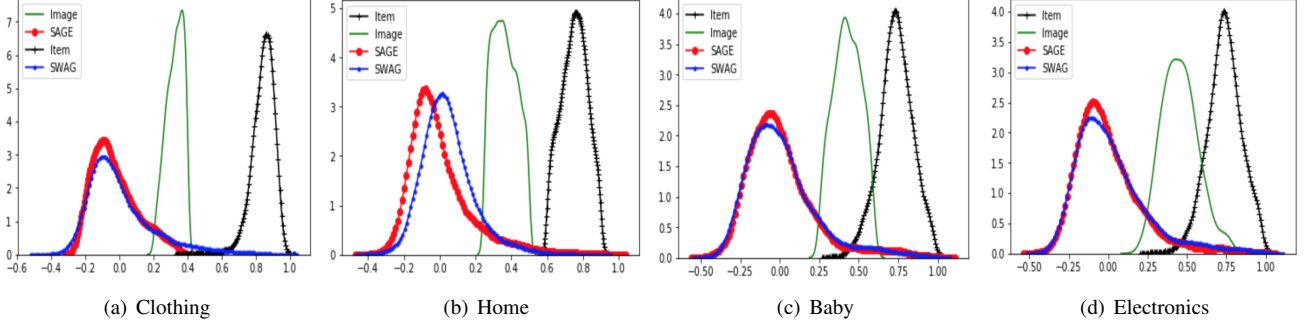 Image
SAGE
Item
SWAG
7
6
5
4
3
2
1
0
−0.6 −0.4 −0.2 0.0 0.2 0.4 0.6 0.8 1.0
(a) Clothing
Item
Image
SAGE
SWAG
5
4
3
2
1
0
−0.4 −0.2 0.0 0.2 0.4 0.6 0.8 1.0
(b) Home
Item
Image
SAGE
SWAG
4.0
3.5
3.0
2.5
2.0
1.5
1.0
0.5
0.0
−0.50 −0.25 0.00 0.25 0.50 0.75 1.00
(c) Baby
Item
Image
SAGE
SWAG
4.0
3.5
3.0
2.5
2.0
1.5
1.0
0.5
0.0
−0.50 −0.25 0.00 0.25 0.50 0.75 1.00
(d) Electronics